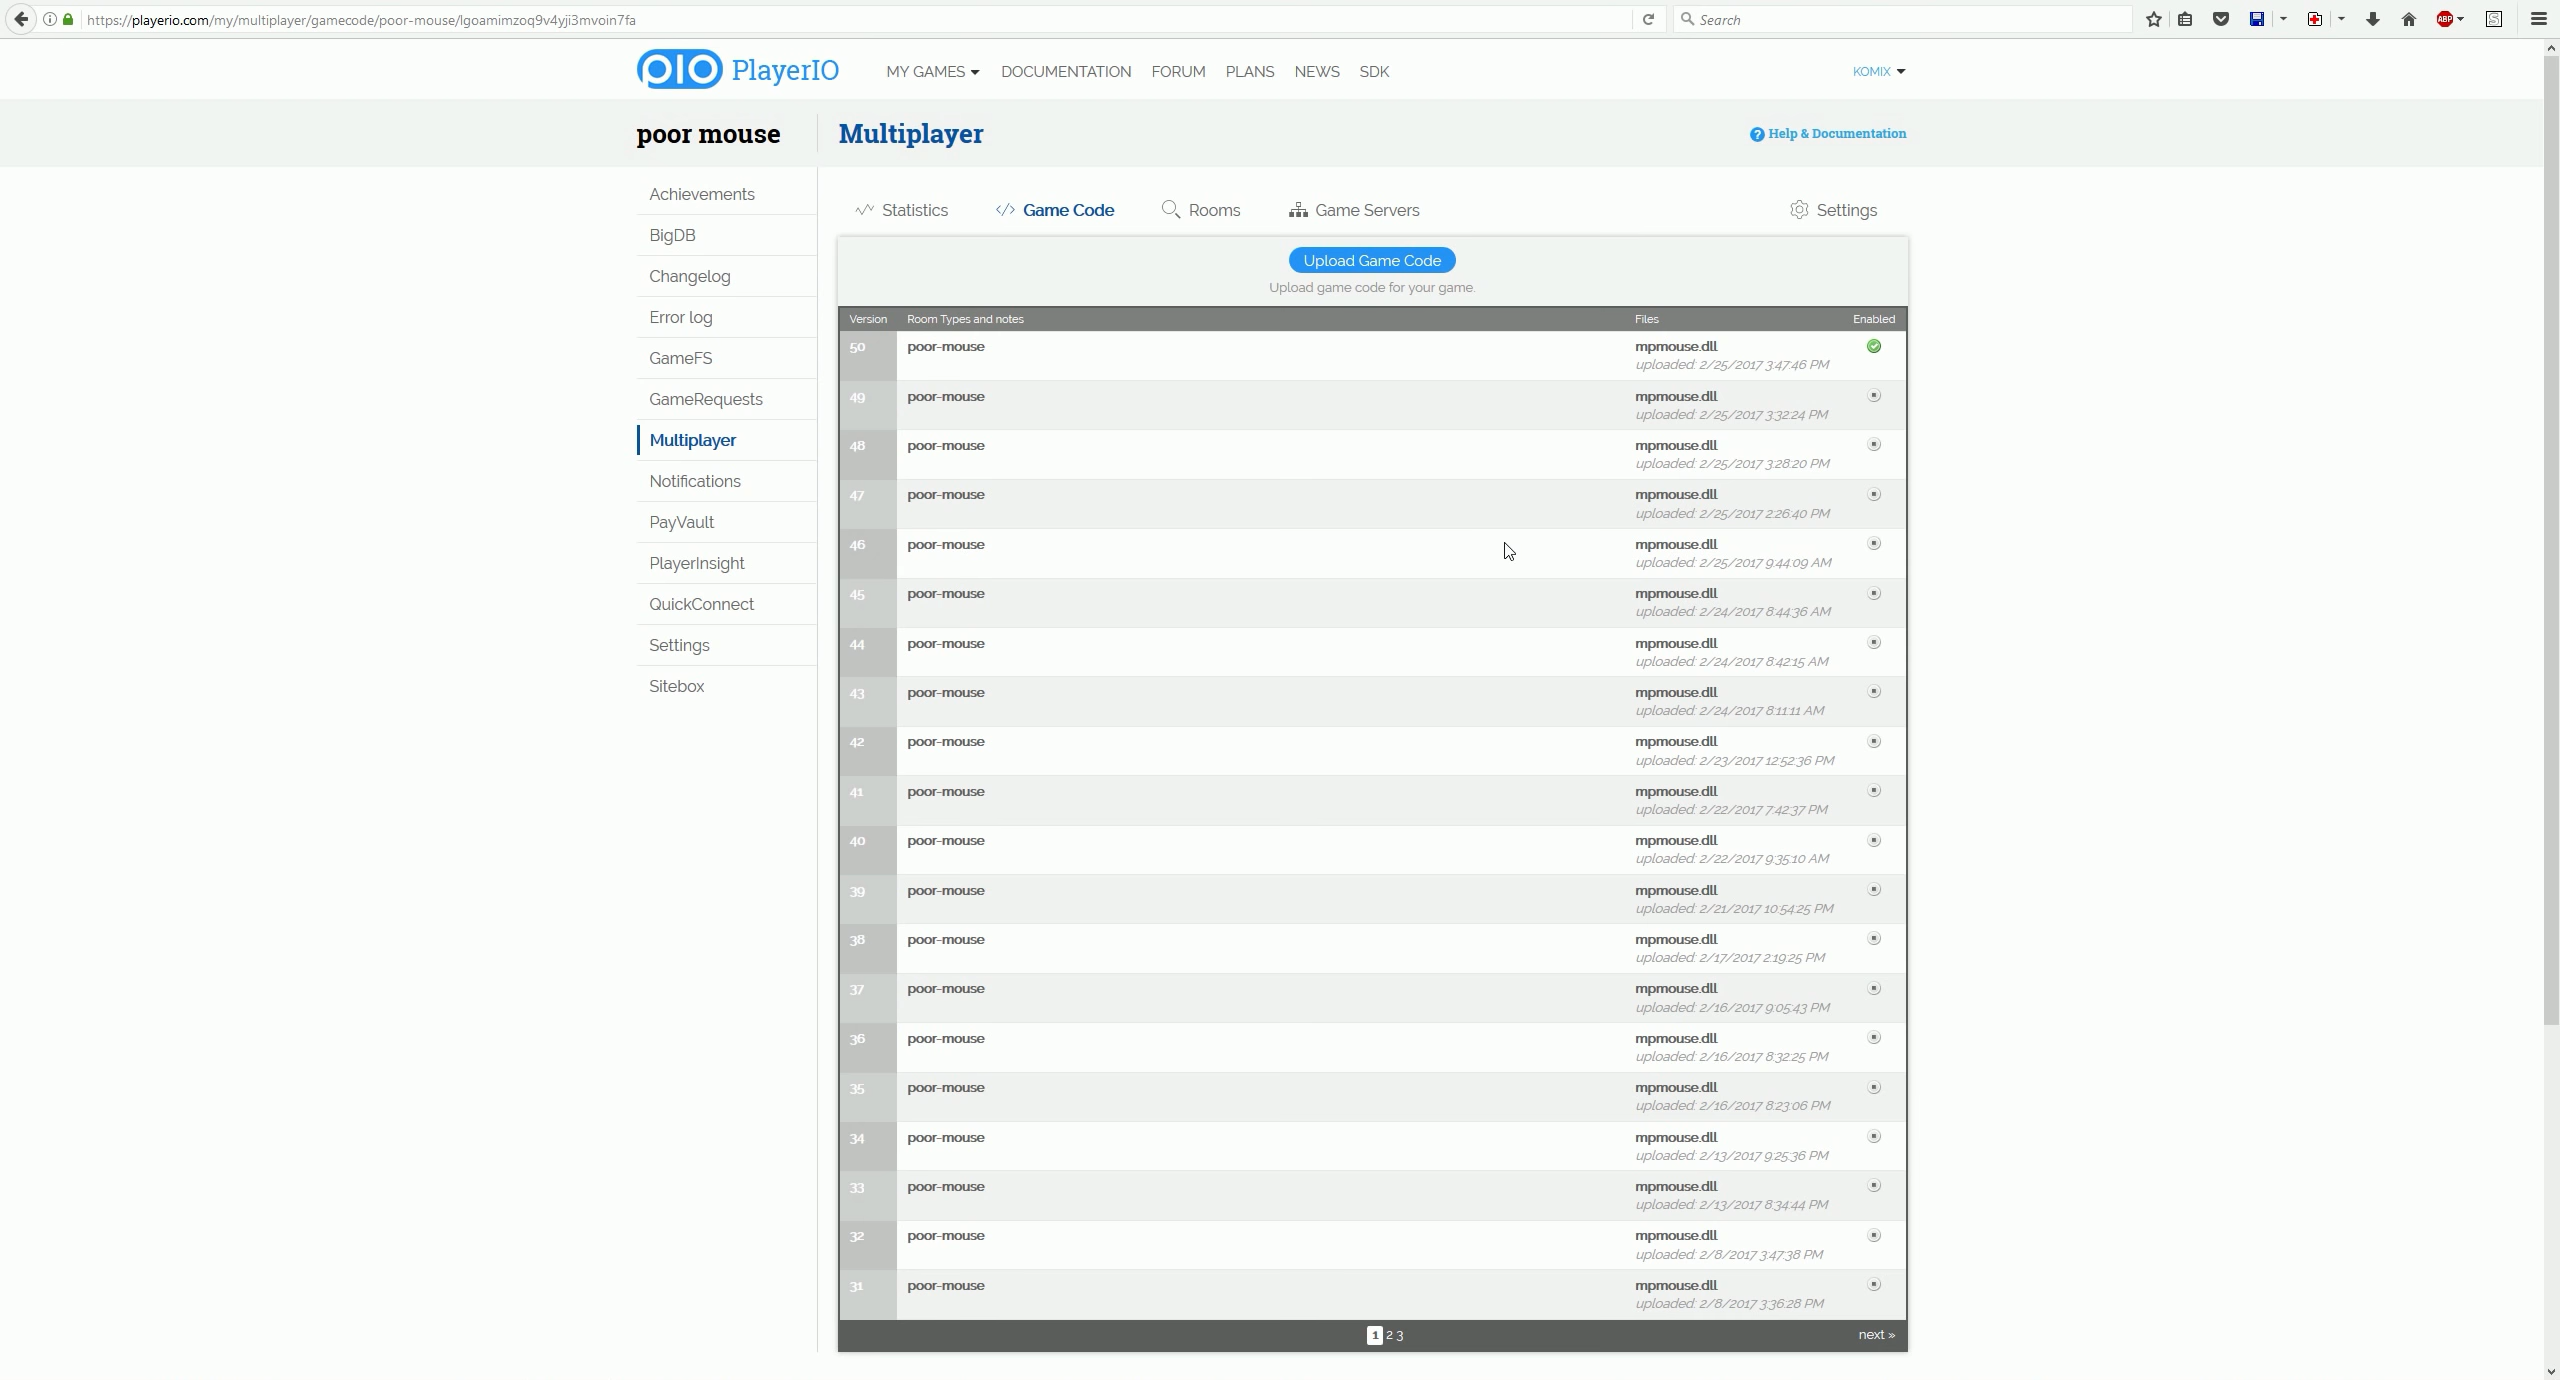 https://playerio.com/my/multiplayer/gamecode/poor-mouse/lgoamimzoq9v4yji3mvoin7fa
Search
ABP
S
pio PlayerIO
MY GAMES DOCUMENTATION FORUM PLANS NEWS SDK
KOMIX
poor mouse
Multiplayer
? Help & Documentation
Achievements
BigDB
Changelog
Error log
GameFS
GameRequests
Multiplayer
Notifications
PayVault
PlayerInsight
QuickConnect
Settings
Sitebox
Statistics </> Game Code Rooms Game Servers Settings
Upload Game Code
Upload game code for your game.
Version Room Types and notes Files Enabled
50 poor-mouse mpmouse.dll
uploaded: 2/25/2017 3:47:46 PM
49 poor-mouse mpmouse.dll
uploaded: 2/25/2017 3:32:24 PM
48 poor-mouse mpmouse.dll
uploaded: 2/25/2017 3:28:20 PM
47 poor-mouse mpmouse.dll
uploaded: 2/25/2017 2:26:40 PM
46 poor-mouse mpmouse.dll
uploaded: 2/25/2017 9:44:09 AM
45 poor-mouse mpmouse.dll
uploaded: 2/24/2017 8:44:36 AM
44 poor-mouse mpmouse.dll
uploaded: 2/24/2017 8:42:15 AM
43 poor-mouse mpmouse.dll
uploaded: 2/24/2017 8:11:11 AM
42 poor-mouse mpmouse.dll
uploaded: 2/23/2017 12:52:36 PM
41 poor-mouse mpmouse.dll
uploaded: 2/22/2017 7:42:37 PM
40 poor-mouse mpmouse.dll
uploaded: 2/22/2017 9:35:10 AM
39 poor-mouse mpmouse.dll
uploaded: 2/21/2017 10:54:25 PM
38 poor-mouse mpmouse.dll
uploaded: 2/17/2017 2:19:25 PM
37 poor-mouse mpmouse.dll
uploaded: 2/16/2017 9:05:43 PM
36 poor-mouse mpmouse.dll
uploaded: 2/16/2017 8:32:25 PM
35 poor-mouse mpmouse.dll
uploaded: 2/16/2017 8:23:06 PM
34 poor-mouse mpmouse.dll
uploaded: 2/13/2017 9:25:36 PM
33 poor-mouse mpmouse.dll
uploaded: 2/13/2017 8:34:44 PM
32 poor-mouse mpmouse.dll
uploaded: 2/8/2017 3:47:38 PM
31 poor-mouse mpmouse.dll
uploaded: 2/8/2017 3:36:28 PM
1 2 3 next »